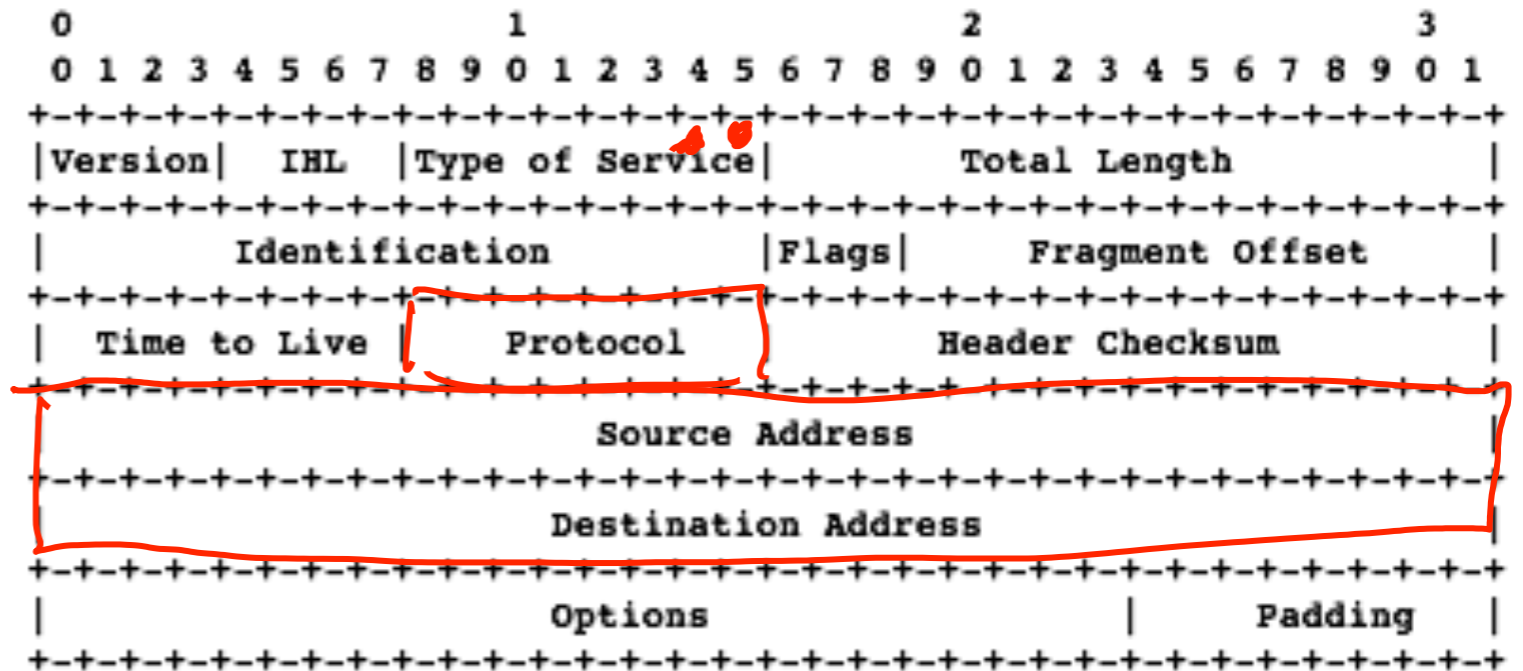 0 1 2 3
0 1 2 3 4 5 6 7 8 9 0 1 2 3 4 5 6 7 8 9 0 1 2 3 4 5 6 7 8 9 0 1
+-+-+-+-+-+-+-+-+-+-+-+-+-+-+-+-+-+-+-+-+-+-+-+-+-+-+-+-+-+-+-+-+
|Version| IHL |Type of Service| Total Length |
+-+-+-+-+-+-+-+-+-+-+-+-+-+-+-+-+-+-+-+-+-+-+-+-+-+-+-+-+-+-+-+-+
| Identification |Flags| Fragment Offset |
+-+-+-+-+-+-+-+-+-+-+-+-+-+-+-+-+-+-+-+-+-+-+-+-+-+-+-+-+-+-+-+-+
| Time to Live | Protocol | Header Checksum |
+-+-+-+-+-+-+-+-+-+-+-+-+-+-+-+-+-+-+-+-+-+-+-+-+-+-+-+-+-+-+-+-+
| Source Address |
+-+-+-+-+-+-+-+-+-+-+-+-+-+-+-+-+-+-+-+-+-+-+-+-+-+-+-+-+-+-+-+-+
| Destination Address |
+-+-+-+-+-+-+-+-+-+-+-+-+-+-+-+-+-+-+-+-+-+-+-+-+-+-+-+-+-+-+-+-+
| Options | Padding |
+-+-+-+-+-+-+-+-+-+-+-+-+-+-+-+-+-+-+-+-+-+-+-+-+-+-+-+-+-+-+-+-+